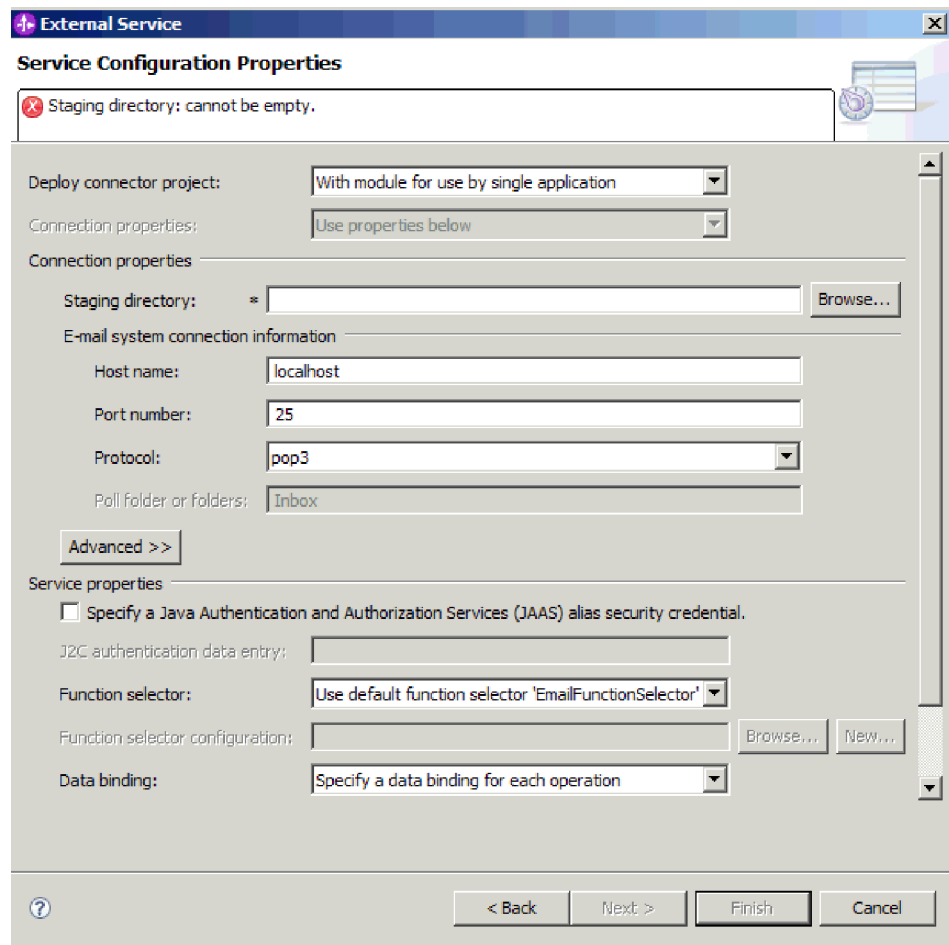 External Service
Service Configuration Properties
Staging directory: cannot be empty.
Deploy connector project: With module for use by single application
Connection properties: Use properties below
Connection properties
Staging directory: * Browse...
E-mail system connection information
Host name: localhost
Port number: 25
Protocol: pop3
Poll folder or folders: Inbox
Advanced >>
Service properties
Specify a Java Authentication and Authorization Services (JAAS) alias security credential.
J2C authentication data entry:
Function selector: Use default function selector 'EmailFunctionSelector'
Function selector configuration: Browse... New...
Data binding: Specify a data binding for each operation
? < Back Next > Finish Cancel